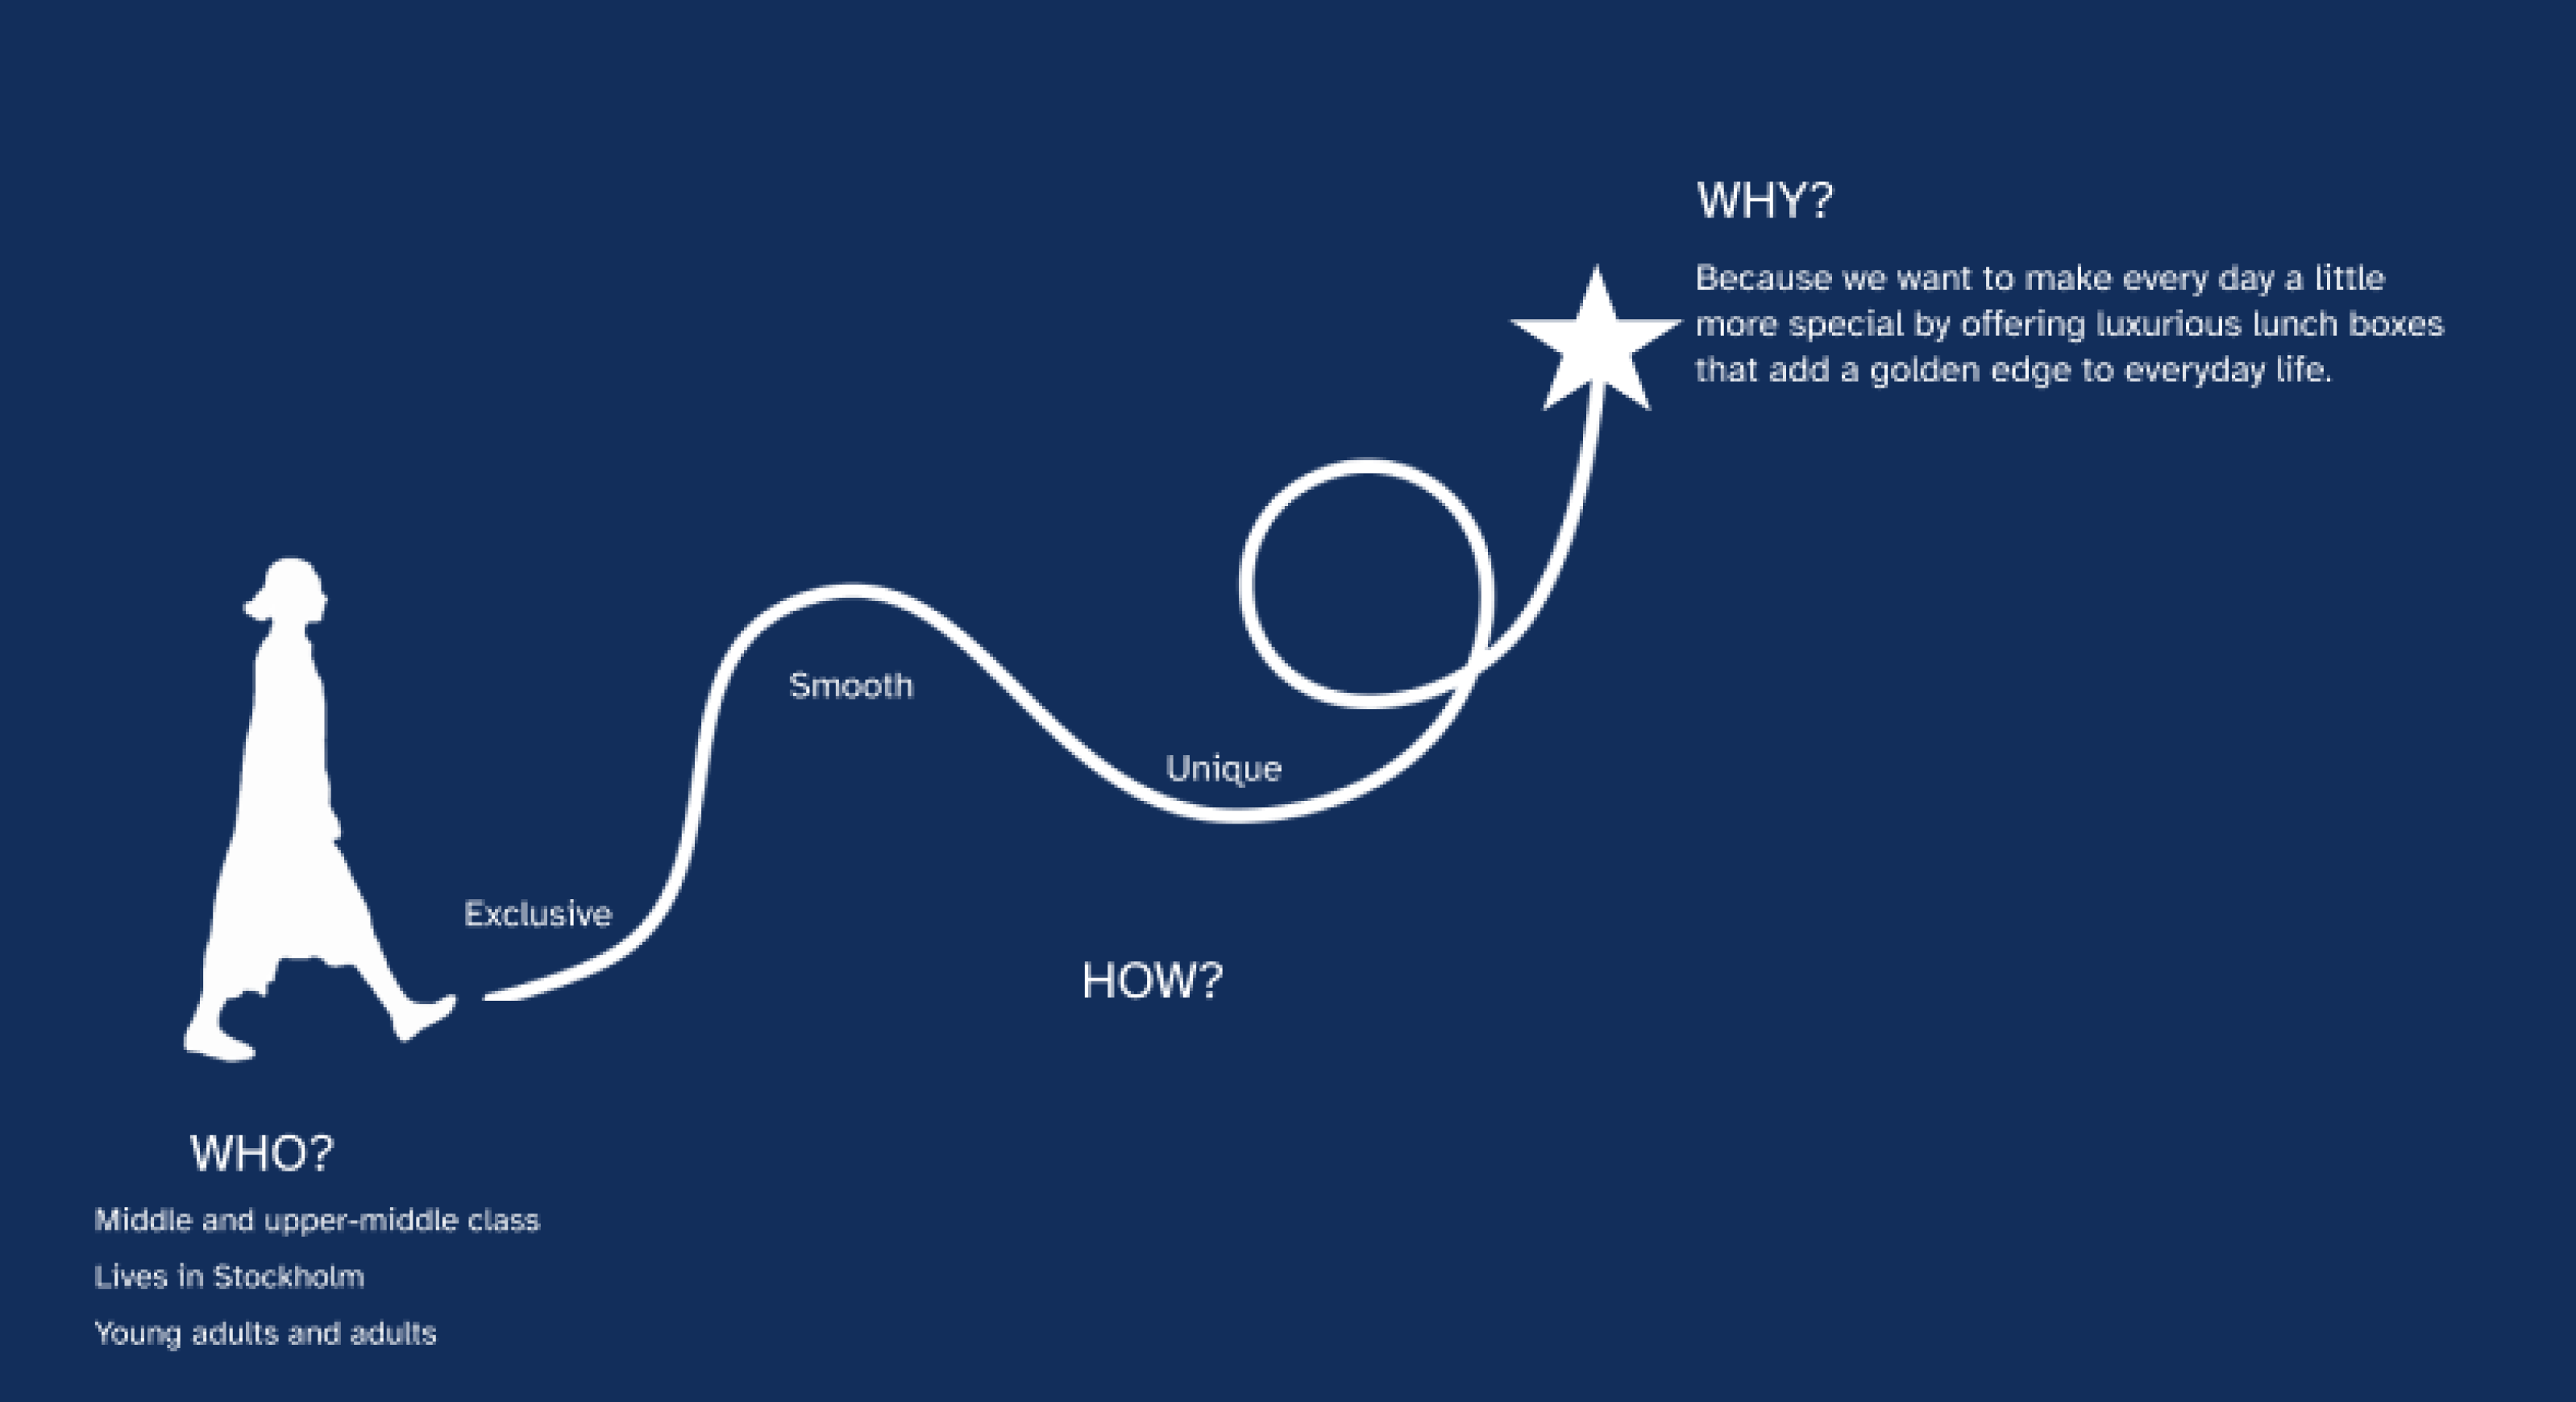 WHY?
Because we want to make every day a little
more special by offering luxurious lunch boxes
that add a golden edge to everyday life.
Smooth
Unique
Exclusive
HOW?
WHO?
Middle and upper-middle class
Lives in Stockholm
Young adults and adults